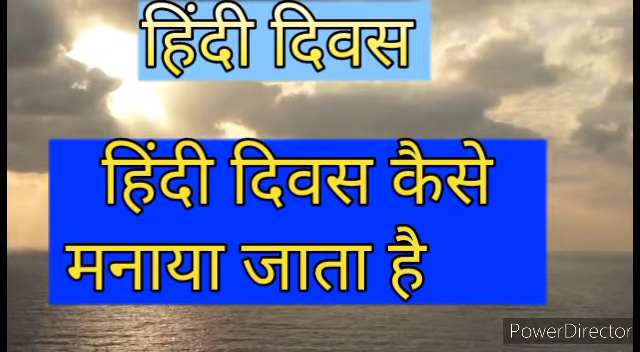 हिंदी दिवस
हिंदी दिवस कैसे
मनाया जाता है
PowerDirector